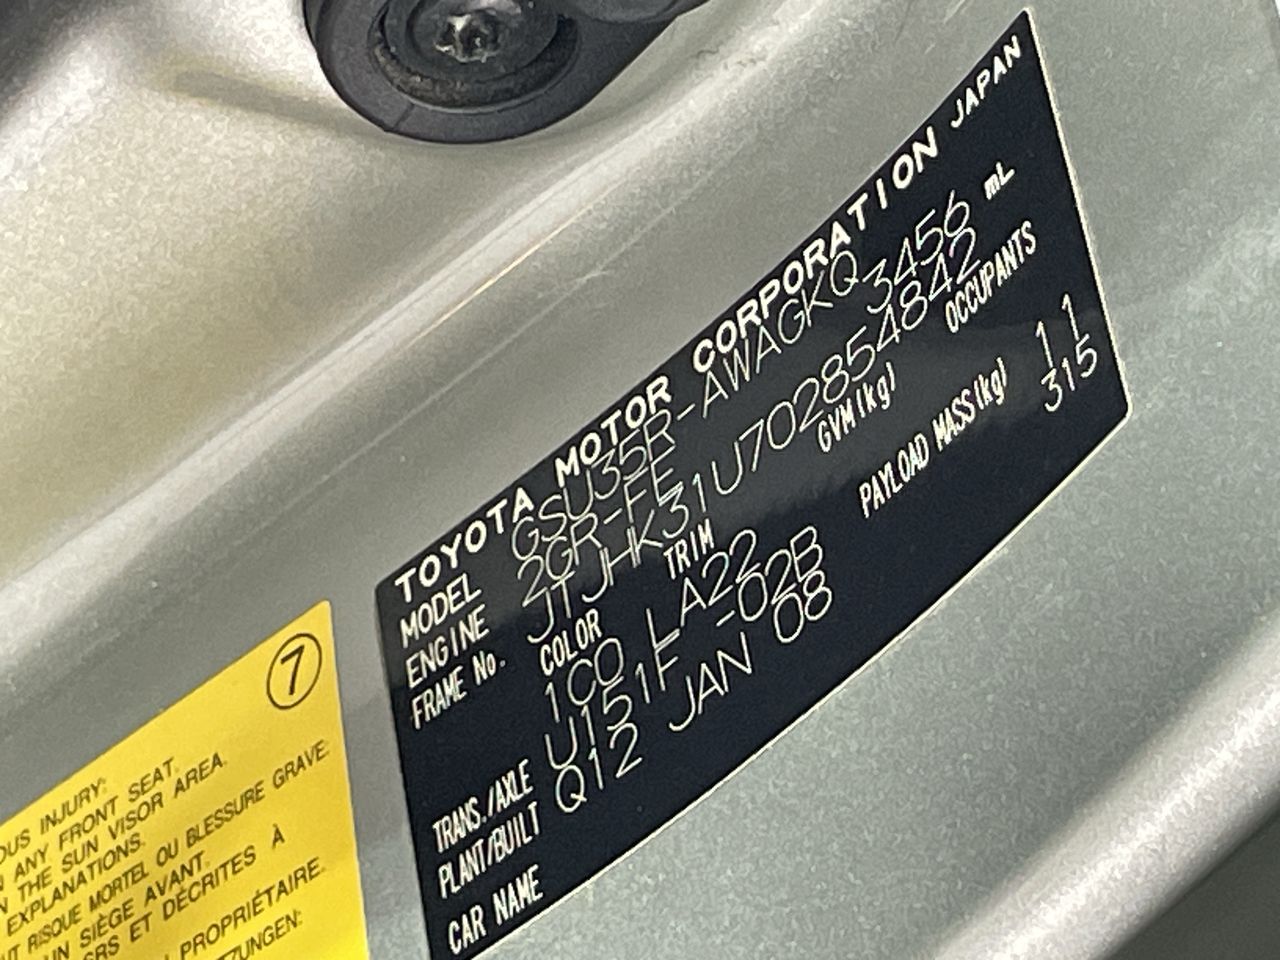 TOYOTA MOTOR CORPORATION JAPAN
MODEL GSU35R-AWAGKQ
ENGINE 2GR-FE 3456 mL
FRAME No. JTJHK31U702854842
COLOR TRIM GVM(kg) OCCUPANTS
1C0 LA22 PAYLOAD MASS(kg) 1 1
315
TRANS./AXLE U151F -02B
PLANT/BUILT Q12 JAN 08
CAR NAME
7
OUS INJURY:
ANY FRONT SEAT,
THE SUN VISOR AREA.
EXPLANATIONS.
RISQUE MORTEL OU BLESSURE GRAVE:
UN SIÈGE AVANT.
ET DÉCRITES À
PROPRIÉTAIRE.
TZUNGEN: